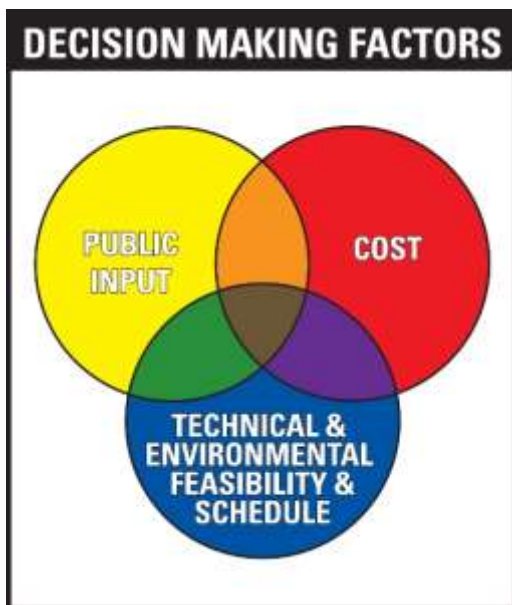 DECISION MAKING FACTORS
PUBLIC
INPUT
COST
TECHNICAL &
ENVIRONMENTAL
FEASIBILITY &
SCHEDULE